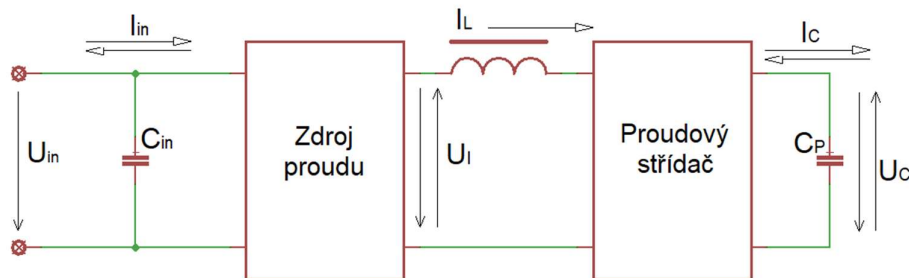 Iin
IL
IC
Uin
Cin
Zdroj
proudu
UI
Proudový
střídač
CP
UC